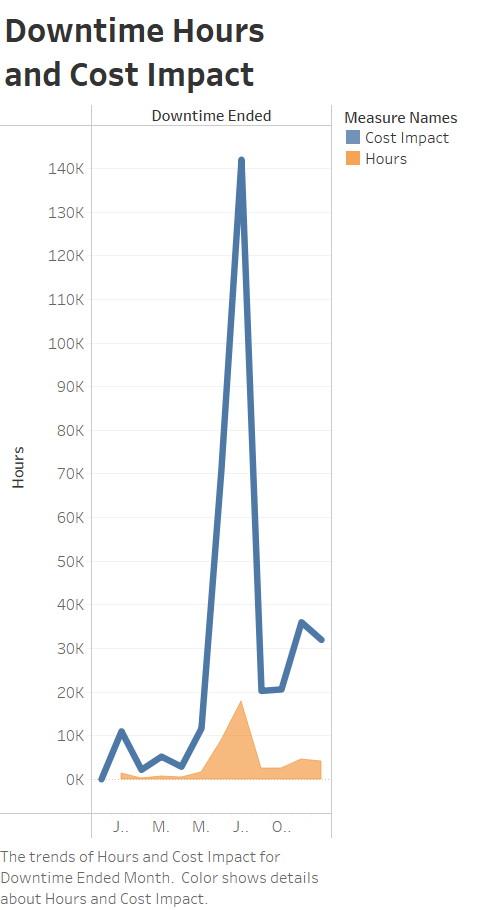 Downtime Hours
and Cost Impact
Downtime Ended
Measure Names
Cost Impact
Hours
140K
130K
120K
110K
100K
90K
80K
70K
60K
50K
40K
30K
20K
10K
0K
Hours
J.. M. M. J.. O..
The trends of Hours and Cost Impact for
Downtime Ended Month. Color shows details
about Hours and Cost Impact.